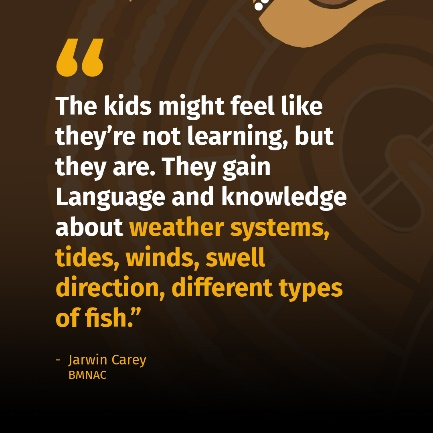 “
The kids might feel like
they’re not learning, but
they are. They gain
Language and knowledge
about weather systems,
tides, winds, swell
direction, different types
of fish.”
- Jarwin Carey
BMNAC